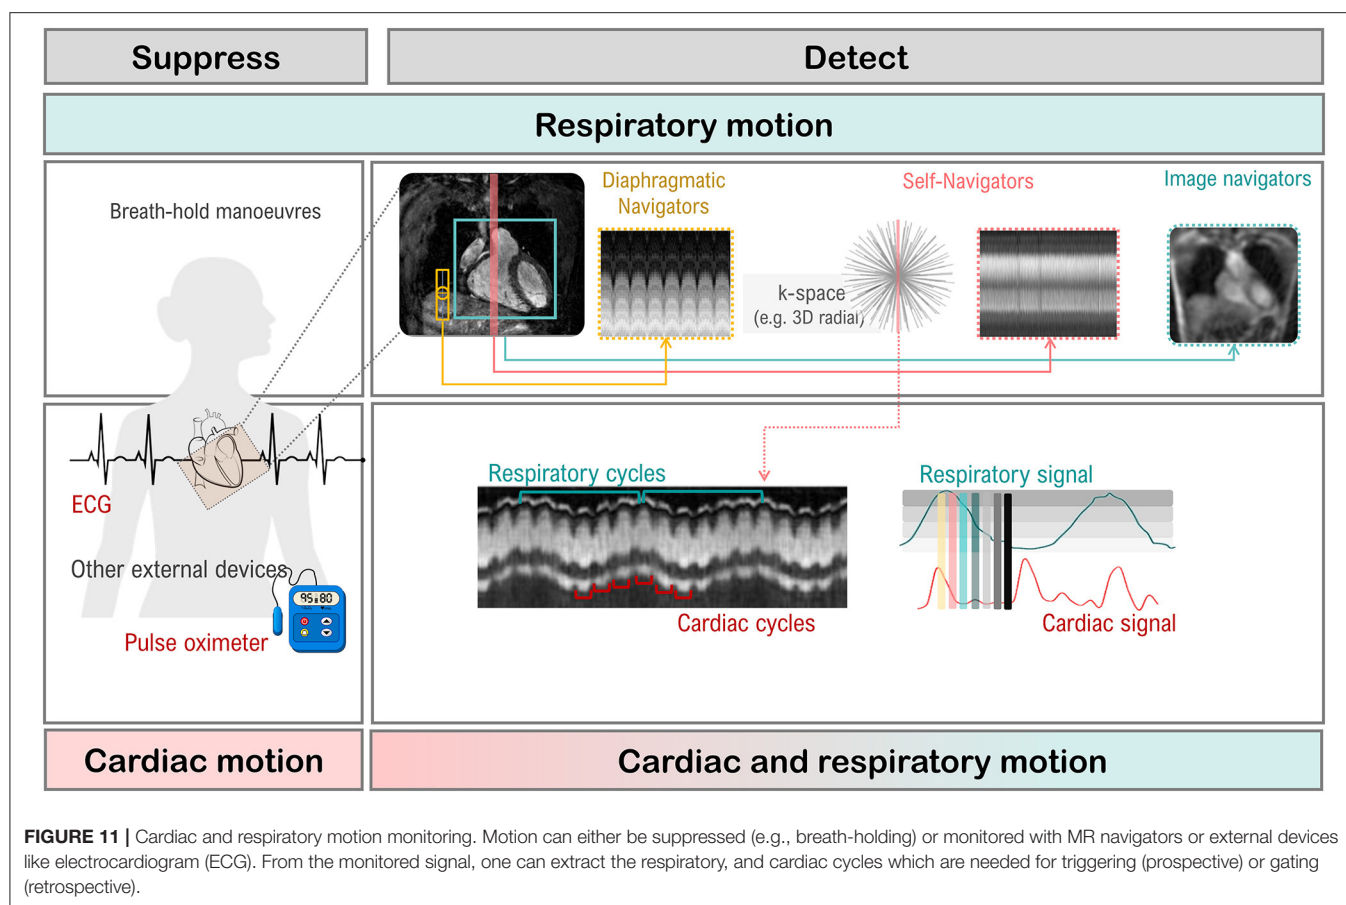 Suppress
Detect
Respiratory motion
Breath-hold manoeuvres
Diaphragmatic
Navigators
Self-Navigators
Image navigators
k-space
(e.g. 3D radial)
ECG
Other external devices
95 80
Pulse oximeter
Respiratory cycles
Cardiac cycles
Respiratory signal
Cardiac signal
Cardiac motion
Cardiac and respiratory motion
FIGURE 11 | Cardiac and respiratory motion monitoring. Motion can either be suppressed (e.g., breath-holding) or monitored with MR navigators or external devices
like electrocardiogram (ECG). From the monitored signal, one can extract the respiratory, and cardiac cycles which are needed for triggering (prospective) or gating
(retrospective).